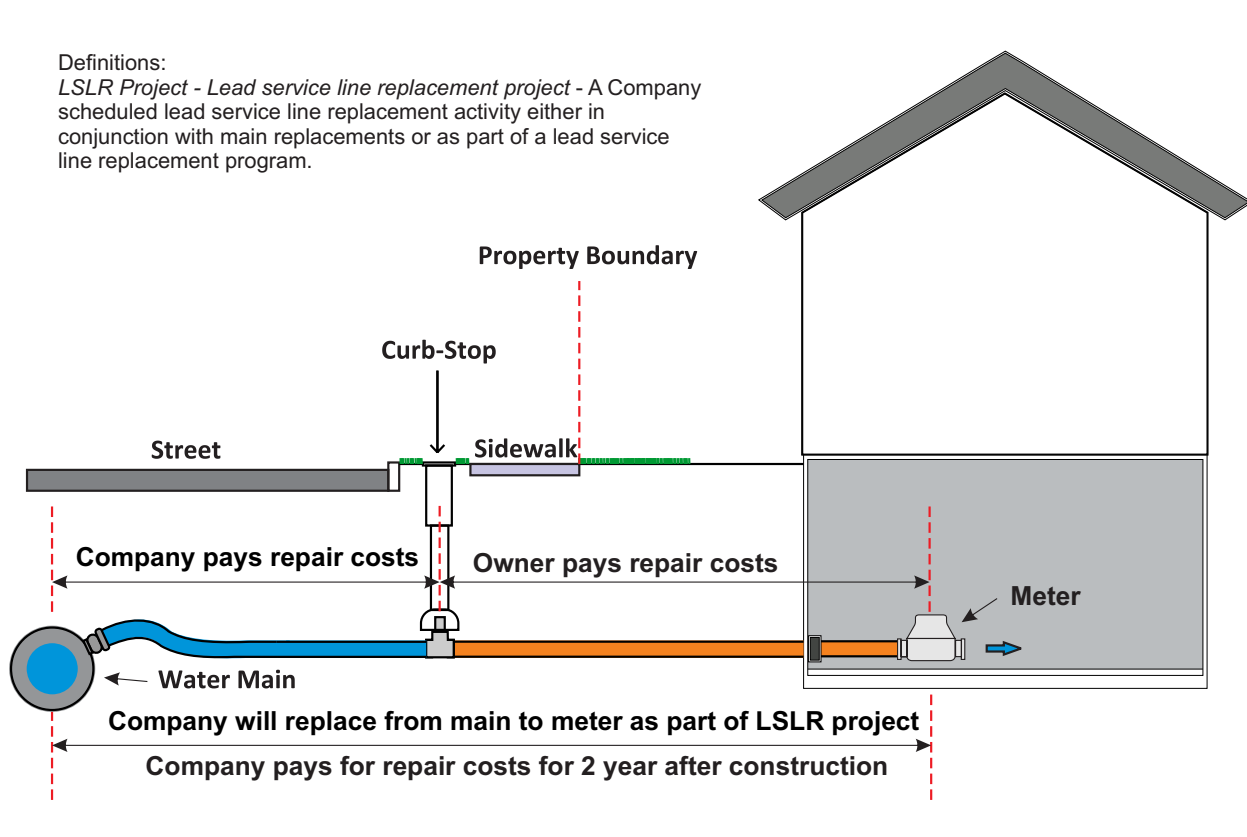 Definitions:
LSLR Project - Lead service line replacement project - A Company
scheduled lead service line replacement activity either in
conjunction with main replacements or as part of a lead service
line replacement program.
Property Boundary
Curb-Stop
Street
Sidewalk
Company pays repair costs
Owner pays repair costs
Meter
Water Main
Company will replace from main to meter as part of LSLR project
Company pays for repair costs for 2 year after construction